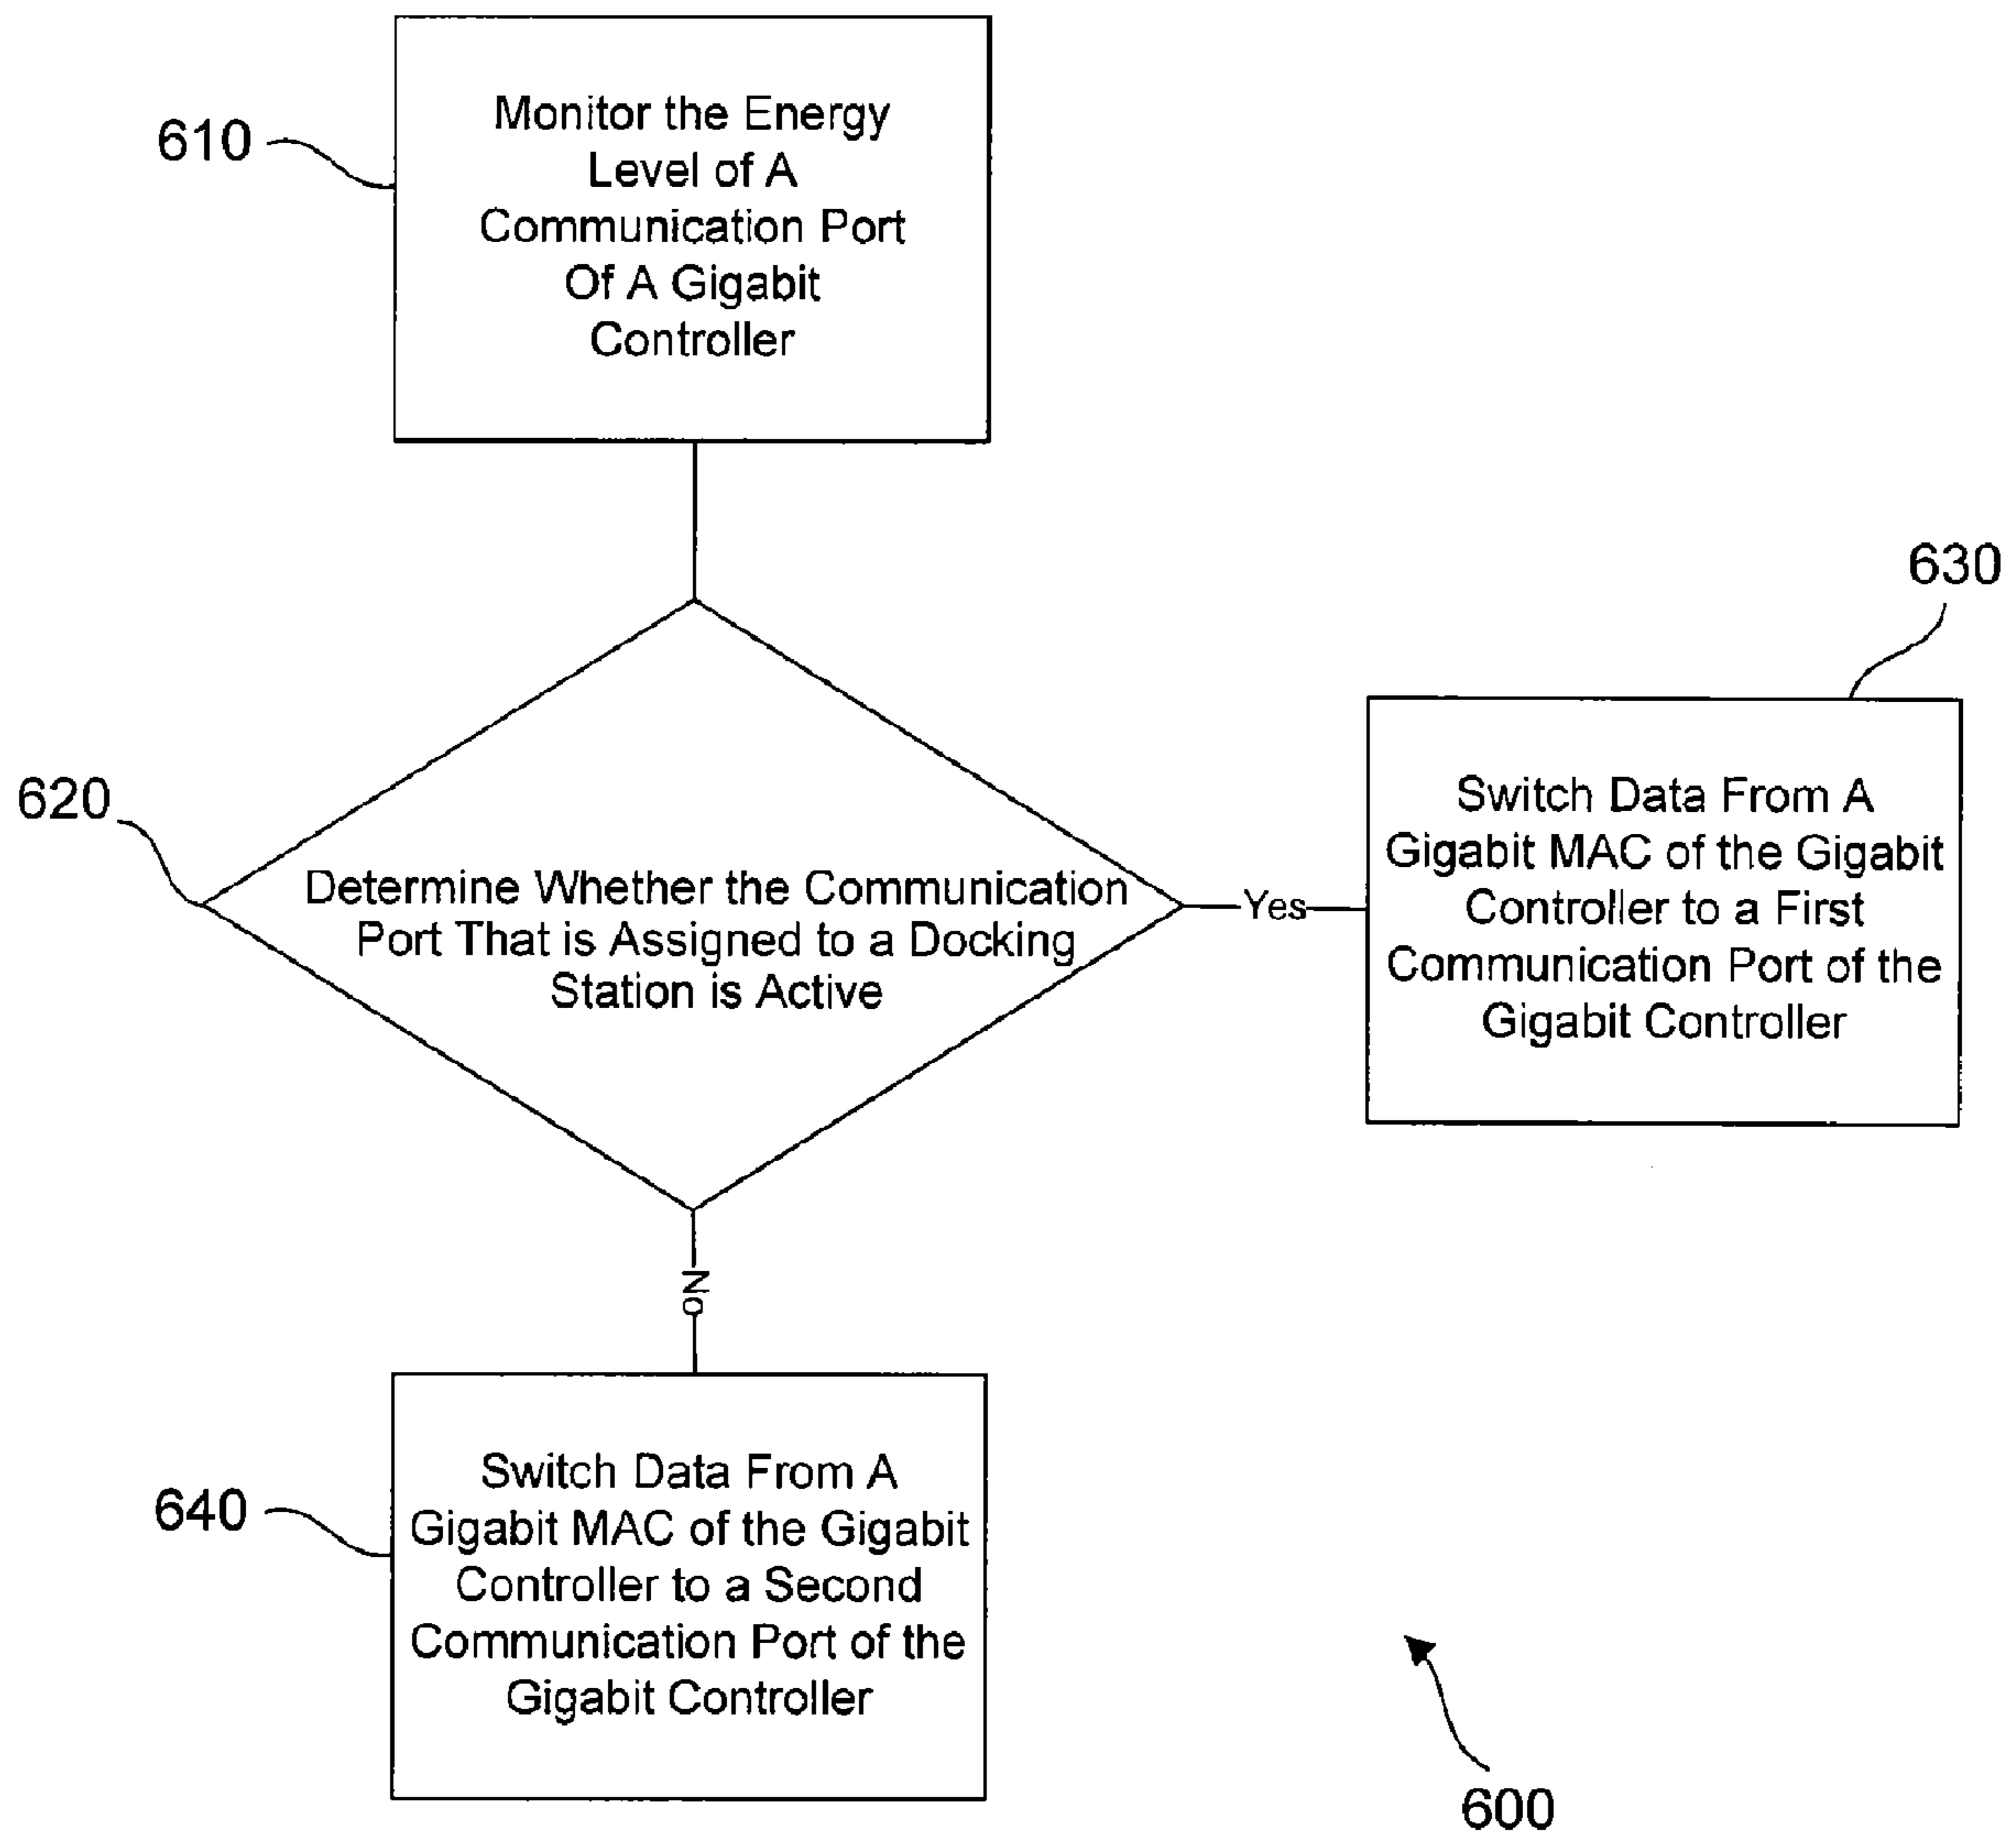 610
Monitor the Energy
Level of A
Communication Port
Of A Gigabit
Controller
620
Determine Whether the Communication
Port That is Assigned to a Docking
Station is Active
Yes
630
Switch Data From A
Gigabit MAC of the Gigabit
Controller to a First
Communication Port of the
Gigabit Controller
No
640
Switch Data From A
Gigabit MAC of the Gigabit
Controller to a Second
Communication Port of the
Gigabit Controller
600